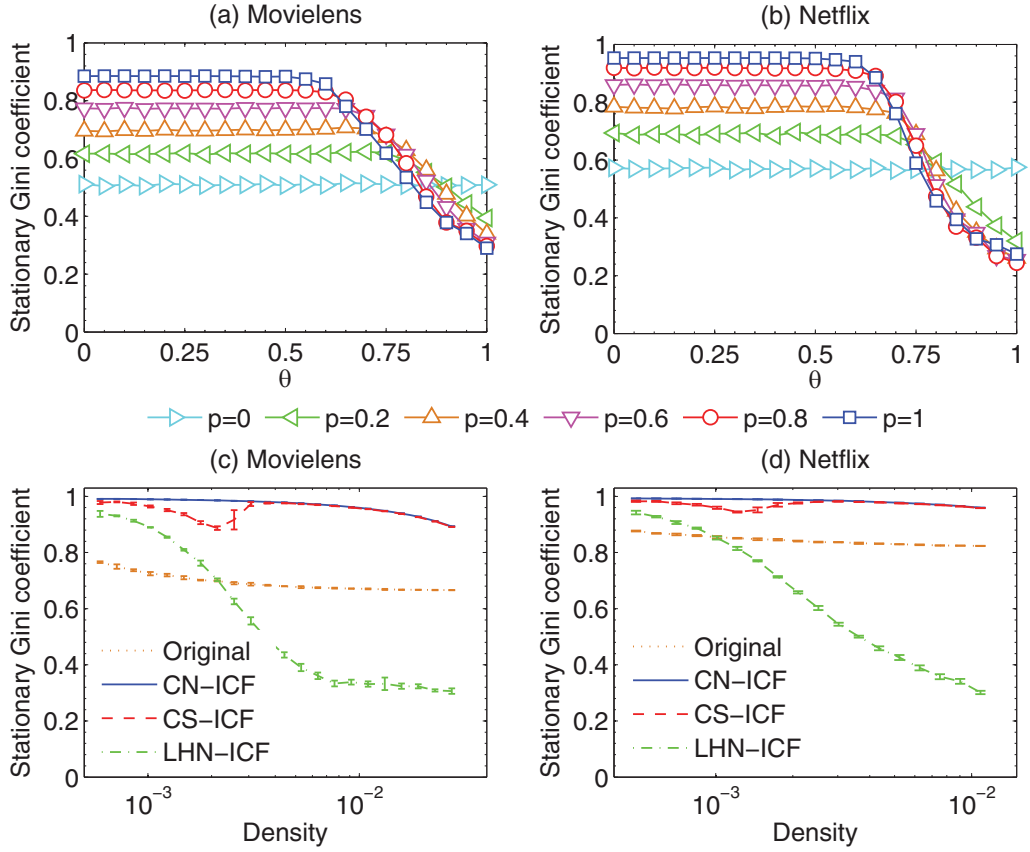 (a) Movielens
Stationary Gini coefficient
1
0.8
0.6
0.4
0.2
0
0 0.25 0.5 0.75 1
θ
(b) Netflix
Stationary Gini coefficient
1
0.8
0.6
0.4
0.2
0
0 0.25 0.5 0.75 1
θ
p=0 p=0.2 p=0.4 p=0.6 p=0.8 p=1
(c) Movielens
Stationary Gini coefficient
1
0.8
0.6
0.4
0.2
0
Original
CN−ICF
CS−ICF
LHN−ICF
10−3 10−2
Density
(d) Netflix
Stationary Gini coefficient
1
0.8
0.6
0.4
0.2
0
Original
CN−ICF
CS−ICF
LHN−ICF
10−3 10−2
Density